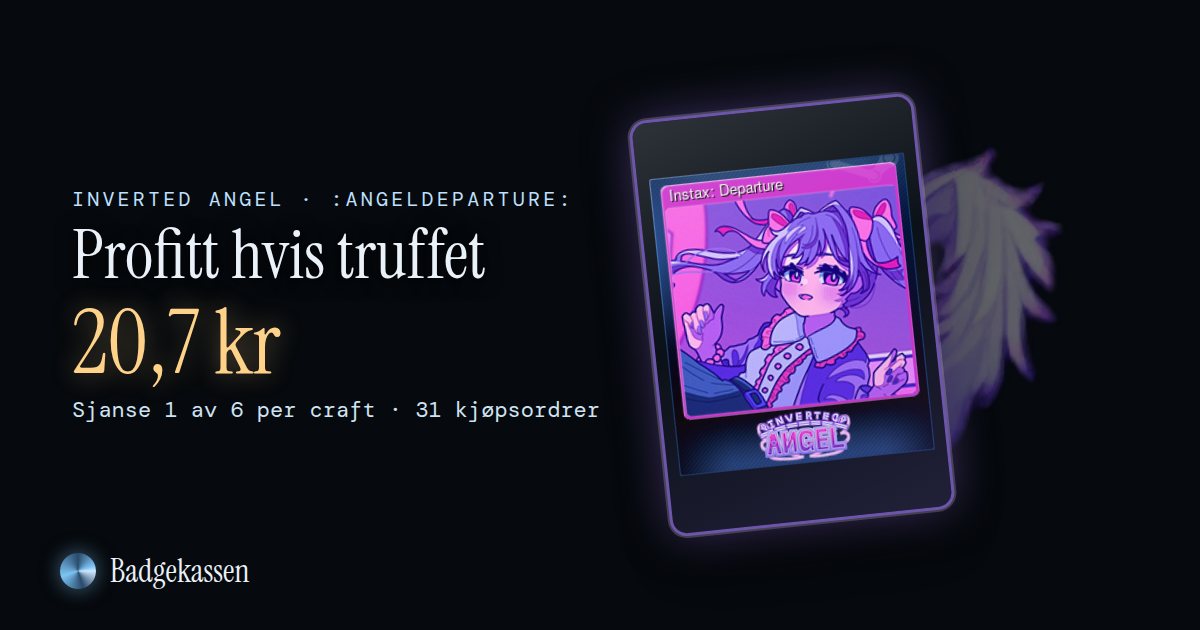 INVERTED ANGEL · :ANGELDEPARTURE:
Profitt hvis truffet
20,7 kr
Sjanse 1 av 6 per craft · 31 kjøpsordrer
Badgekassen
Instax: Departure
INVERTED
ANGEL